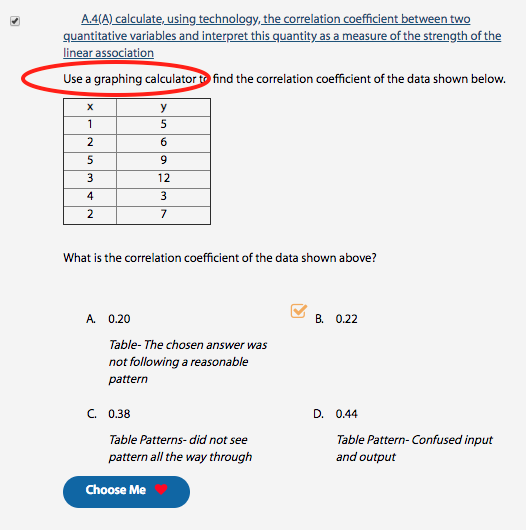 A.4(A) calculate, using technology, the correlation coefficient between two
quantitative variables and interpret this quantity as a measure of the strength of the
linear association
Use a graphing calculator to find the correlation coefficient of the data shown below.
x y
1 5
2 6
5 9
3 12
4 3
2 7
What is the correlation coefficient of the data shown above?
A. 0.20
Table- The chosen answer was
not following a reasonable
pattern
B. 0.22
C. 0.38
Table Patterns- did not see
pattern all the way through
D. 0.44
Table Pattern- Confused input
and output
Choose Me